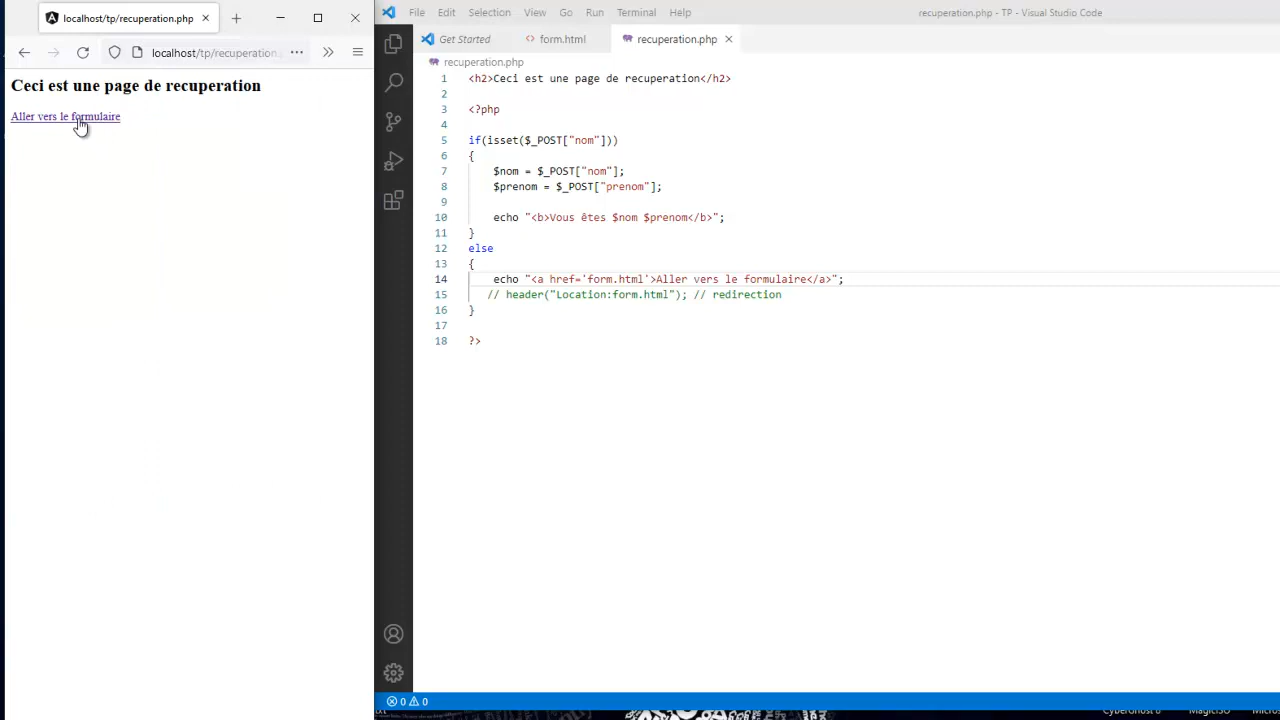 localhost/tp/recuperation.php
localhost/tp/recuperation.
Ceci est une page de recuperation
Aller vers le formulaire
File Edit Selection View Go Run Terminal Help
recuperation.php - TP - Visual Studio Code
Get Started
form.html
recuperation.php
recuperation.php
1 <h2>Ceci est une page de recuperation</h2>
2
3 <?php
4
5 if(isset($_POST["nom"]))
6 {
7 $nom = $_POST["nom"];
8 $prenom = $_POST["prenom"];
9
10 echo "<b>Vous êtes $nom $prenom</b>";
11 }
12 else
13 {
14 echo "<a href='form.html'>Aller vers le formulaire</a>";
15 // header("Location:form.html"); // redirection
16 }
17
18 ?>
0 0